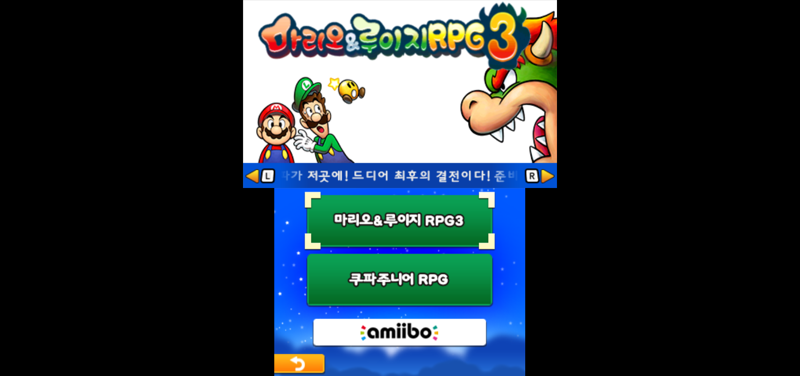 마리오&루이지RPG3
L
가 저곳에! 드디어 최후의 결전이다! 준비
R
마리오&루이지 RPG3
쿠파주니어 RPG
amiibo